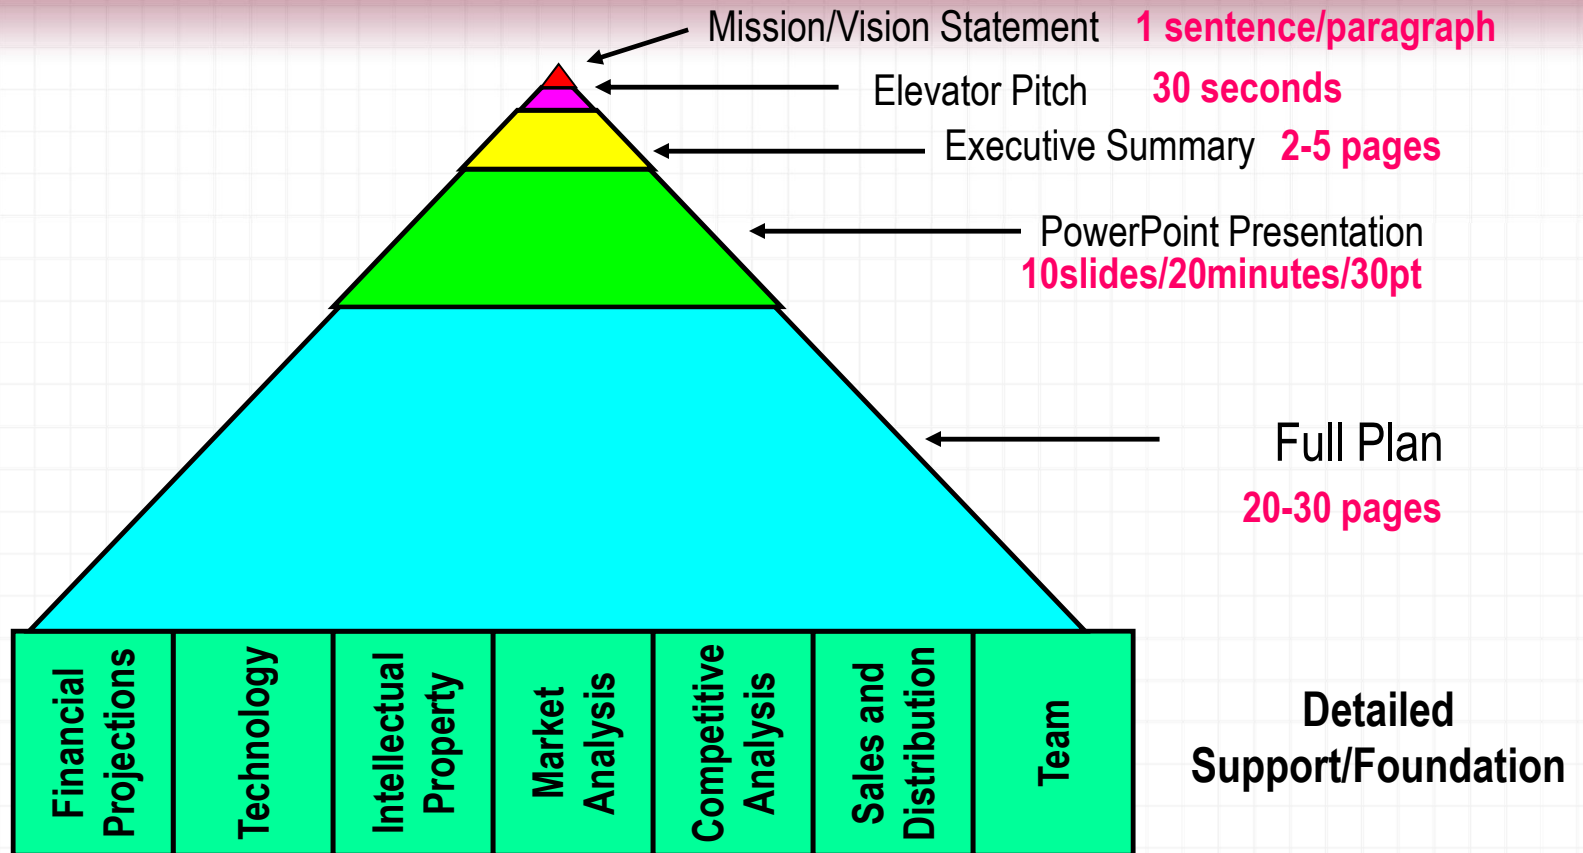 Mission/Vision Statement 1 sentence/paragraph
Elevator Pitch 30 seconds
Executive Summary 2-5 pages
PowerPoint Presentation
10slides/20minutes/30pt
Full Plan
20-30 pages
Financial
Projections
Technology
Intellectual
Property
Market
Analysis
Competitive
Analysis
Sales and
Distribution
Team
Detailed
Support/Foundation